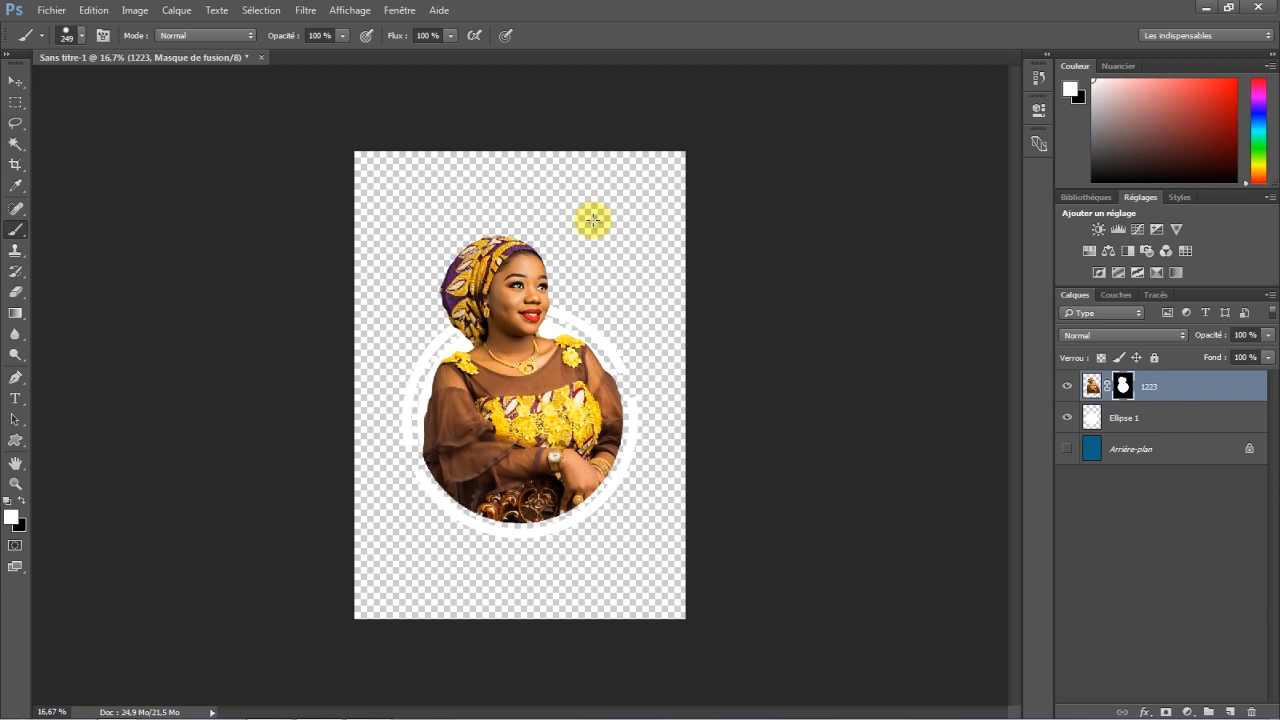 Ps Fichier Edition Image Calque Texte Sélection Filtre Affichage Fenêtre Aide
249 Mode : Normal Opacité : 100 % Flux : 100 % Les indispensables
Sans titre-1 @ 16,7% (1223, Masque de fusion/8) * ×
Couleur Nuancier
Bibliothèques Réglages Styles
Ajouter un réglage
Calques Couches Tracés
Type
Normal Opacité : 100 %
Verrou : Fond : 100 %
1223
Ellipse 1
Arrière-plan
16,67 % Doc : 24,9 Mo/21,5 Mo